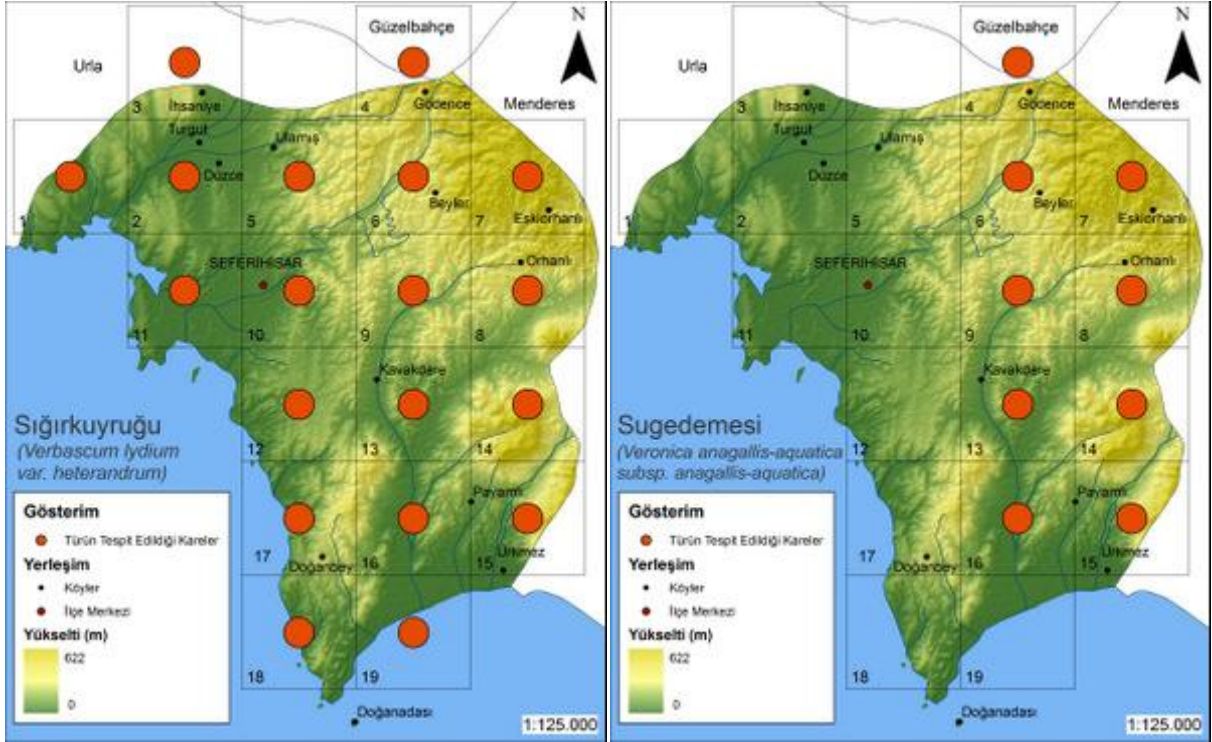 N
Güzelbahçe
Urla
Menderes
3
4
İhsaniye
Gödence
Turgut
Ulamış
Düzce
Beyler
1
2
5
6
7
Eskiorhanlı
SEFERİHİSAR
Orhanlı
11
10
9
8
Kavakdere
Sığırkuyruğu
(Verbascum lydium
var. heterandrum)
12
13
14
Payamlı
Gösterim
Türün Tespit Edildiği Kareler
Yerleşim
Köyler
İlçe Merkezi
Yükselti (m)
622
0
17
Doğanbey
16
15
Ürkmez
18
19
Doğanadası
1:125.000
N
Güzelbahçe
Urla
Menderes
3
4
İhsaniye
Gödence
Turgut
Ulamış
Düzce
Beyler
1
2
5
6
7
Eskiorhanlı
SEFERİHİSAR
Orhanlı
11
10
9
8
Kavakdere
Sugedemesi
(Veronica anagallis-aquatica
subsp. anagallis-aquatica)
12
13
14
Payamlı
Gösterim
Türün Tespit Edildiği Kareler
Yerleşim
Köyler
İlçe Merkezi
Yükselti (m)
622
0
17
Doğanbey
16
15
Ürkmez
18
19
Doğanadası
1:125.000